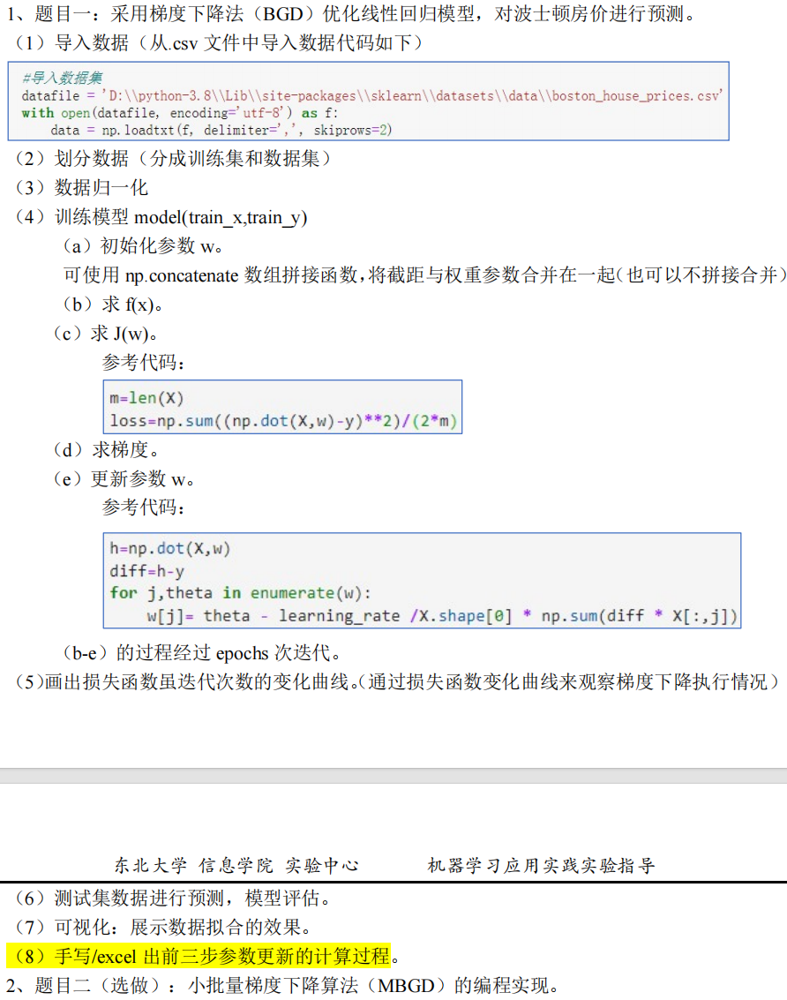 1、题目一：采用梯度下降法（BGD）优化线性回归模型，对波士顿房价进行预测。
（1）导入数据（从.csv 文件中导入数据代码如下）
#导入数据集
datafile = 'D:\\python-3.8\\Lib\\site-packages\\sklearn\\datasets\\data\\boston_house_prices.csv'
with open(datafile, encoding='utf-8') as f:
    data = np.loadtxt(f, delimiter=',', skiprows=2)
（2）划分数据（分成训练集和数据集）
（3）数据归一化
（4）训练模型 model(train_x,train_y)
（a）初始化参数 w。
可使用 np.concatenate 数组拼接函数，将截距与权重参数合并在一起（也可以不拼接合并）
（b）求 f(x)。
（c）求 J(w)。
参考代码：
m=len(X)
loss=np.sum((np.dot(X,w)-y)**2)/(2*m)
（d）求梯度。
（e）更新参数 w。
参考代码：
h=np.dot(X,w)
diff=h-y
for j,theta in enumerate(w):
    w[j]= theta - learning_rate /X.shape[0] * np.sum(diff * X[:,j])
（b-e）的过程经过 epochs 次迭代。
（5）画出损失函数虽迭代次数的变化曲线。（通过损失函数变化曲线来观察梯度下降执行情况）
东北大学 信息学院 实验中心 机器学习应用实践实验指导
（6）测试集数据进行预测，模型评估。
（7）可视化：展示数据拟合的效果。
（8）手写/excel 出前三步参数更新的计算过程。
2、题目二（选做）：小批量梯度下降算法（MBGD）的编程实现。